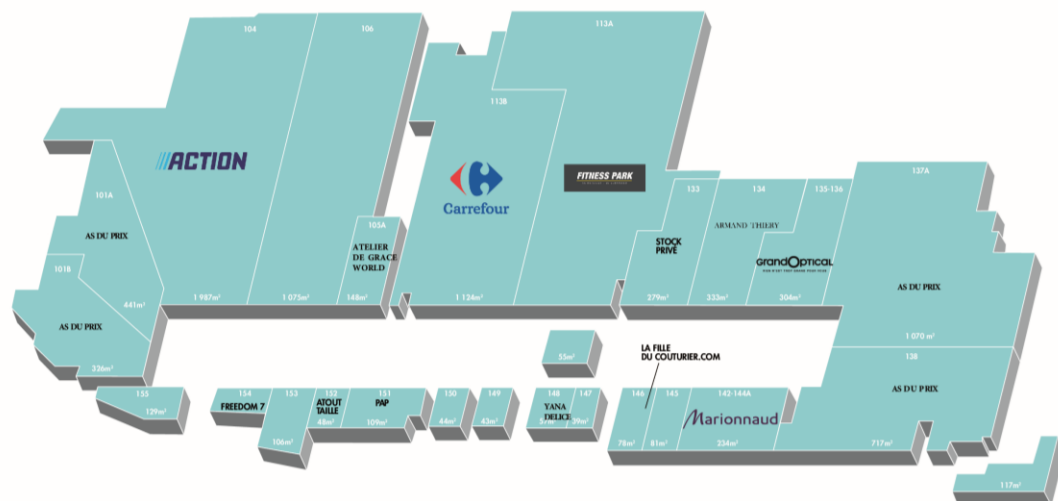 104
106
113A
113B
ACTION
FITNESS PARK
Carrefour
101A
AS DU PRIX
101B
AS DU PRIX
441m²
336m²
105A
ATELIER
DE GRACE
WORLD
1 987m²
1 075m²
148m²
1 124m²
133
134
135-136
137A
STOCK
PRIVÉ
ARMAND THIERY
GRANDOPTICAL
279m²
333m²
304m²
AS DU PRIX
1 070 m²
138
AS DU PRIX
717m²
55m²
LA FILLE
DU COUTURIER.COM
155
129m²
154
FREEDOM 7
153
106m²
152
ATOUT
TAILLE
48m²
151
PAP
109m²
150
44m²
149
43m²
148
YANA
DELICE
147
39m²
146
78m²
145
81m²
142-144A
Marionnaud
234m²
117m²